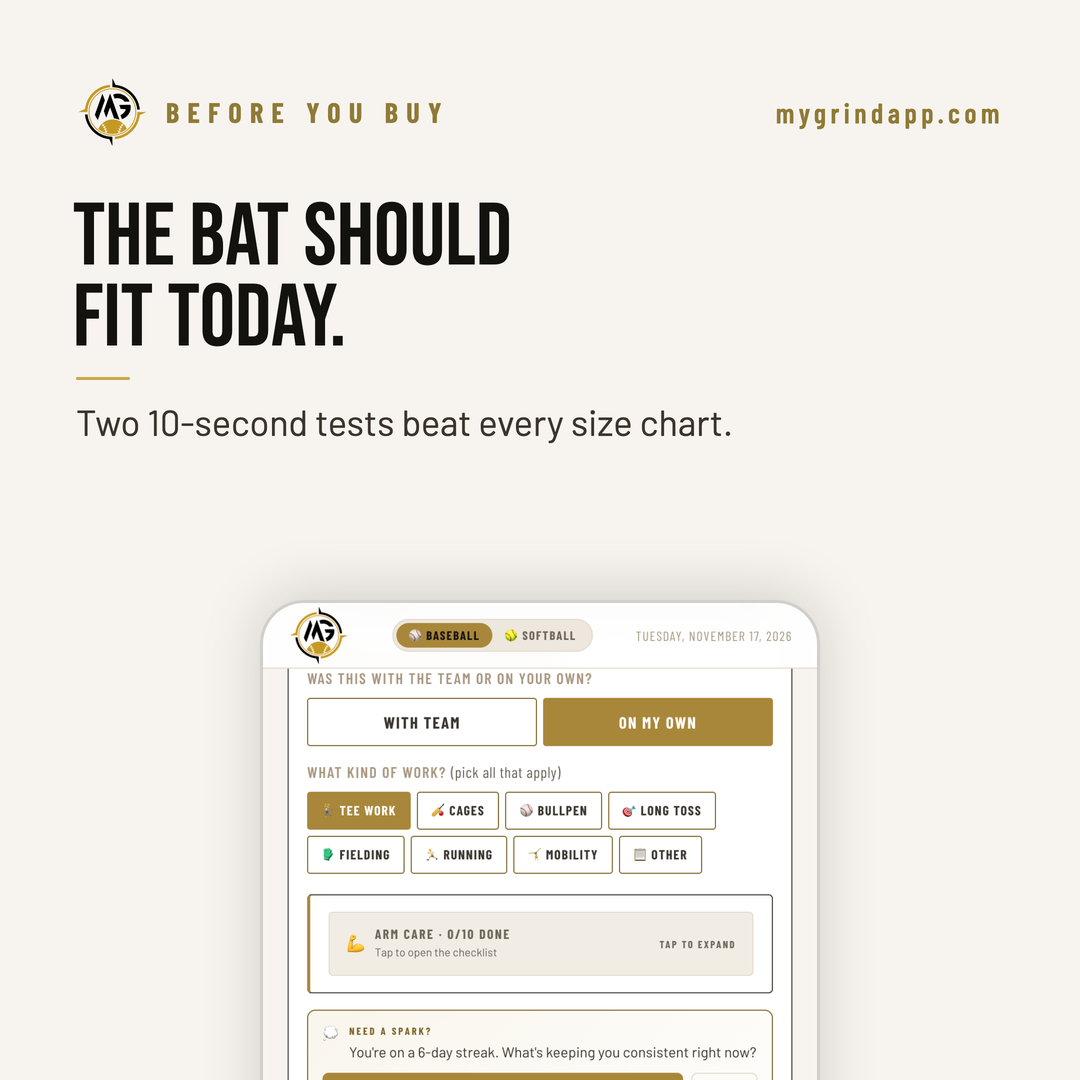 MG BEFORE YOU BUY
mygrindapp.com
THE BAT SHOULD
FIT TODAY.
Two 10-second tests beat every size chart.
MG
BASEBALL
SOFTBALL
TUESDAY, NOVEMBER 17, 2026
WAS THIS WITH THE TEAM OR ON YOUR OWN?
WITH TEAM
ON MY OWN
WHAT KIND OF WORK? (pick all that apply)
TEE WORK
CAGES
BULLPEN
LONG TOSS
FIELDING
RUNNING
MOBILITY
OTHER
ARM CARE · 0/10 DONE
Tap to open the checklist
TAP TO EXPAND
NEED A SPARK?
You're on a 6-day streak. What's keeping you consistent right now?